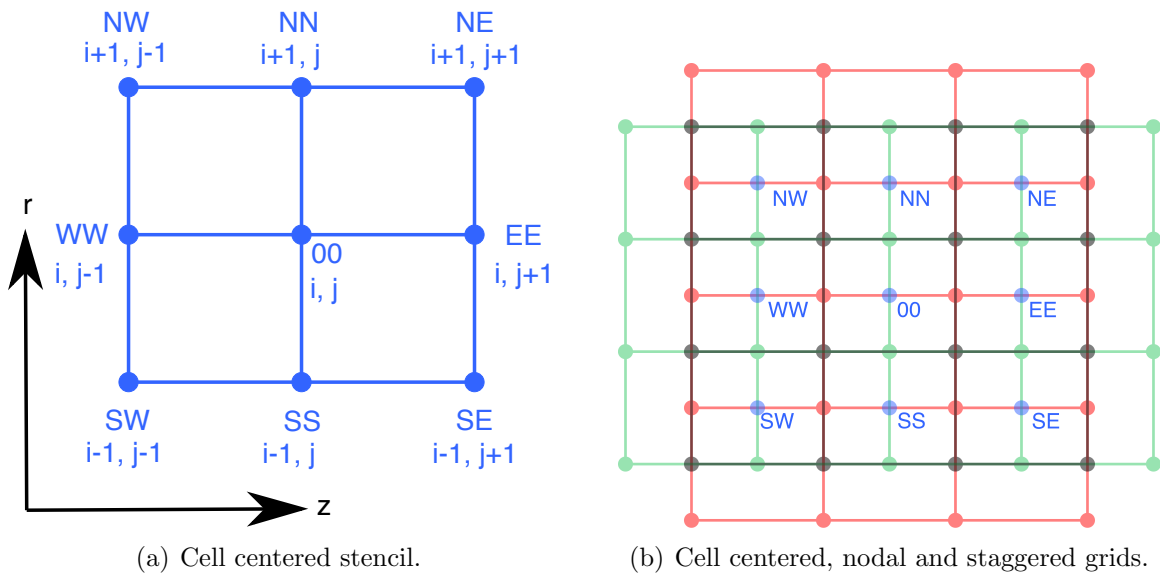 NW NN NE
i+1, j-1 i+1, j i+1, j+1
r
WW 00 EE
i, j-1 i, j i, j+1
SW SS SE
i-1, j-1 i-1, j i-1, j+1
z
(a) Cell centered stencil.
NW NN NE
WW 00 EE
SW SS SE
(b) Cell centered, nodal and staggered grids.